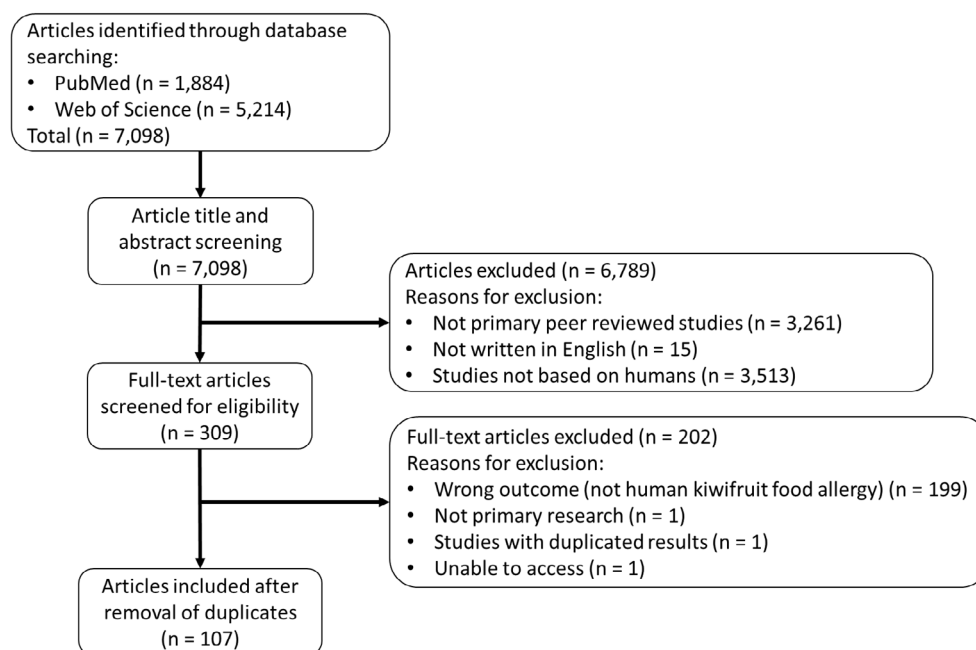 Articles identified through database
searching:
• PubMed (n = 1,884)
• Web of Science (n = 5,214)
Total (n = 7,098)
Article title and
abstract screening
(n = 7,098)
Articles excluded (n = 6,789)
Reasons for exclusion:
• Not primary peer reviewed studies (n = 3,261)
• Not written in English (n = 15)
• Studies not based on humans (n = 3,513)
Full-text articles
screened for eligibility
(n = 309)
Full-text articles excluded (n = 202)
Reasons for exclusion:
• Wrong outcome (not human kiwifruit food allergy) (n = 199)
• Not primary research (n = 1)
• Studies with duplicated results (n = 1)
• Unable to access (n = 1)
Articles included after
removal of duplicates
(n = 107)